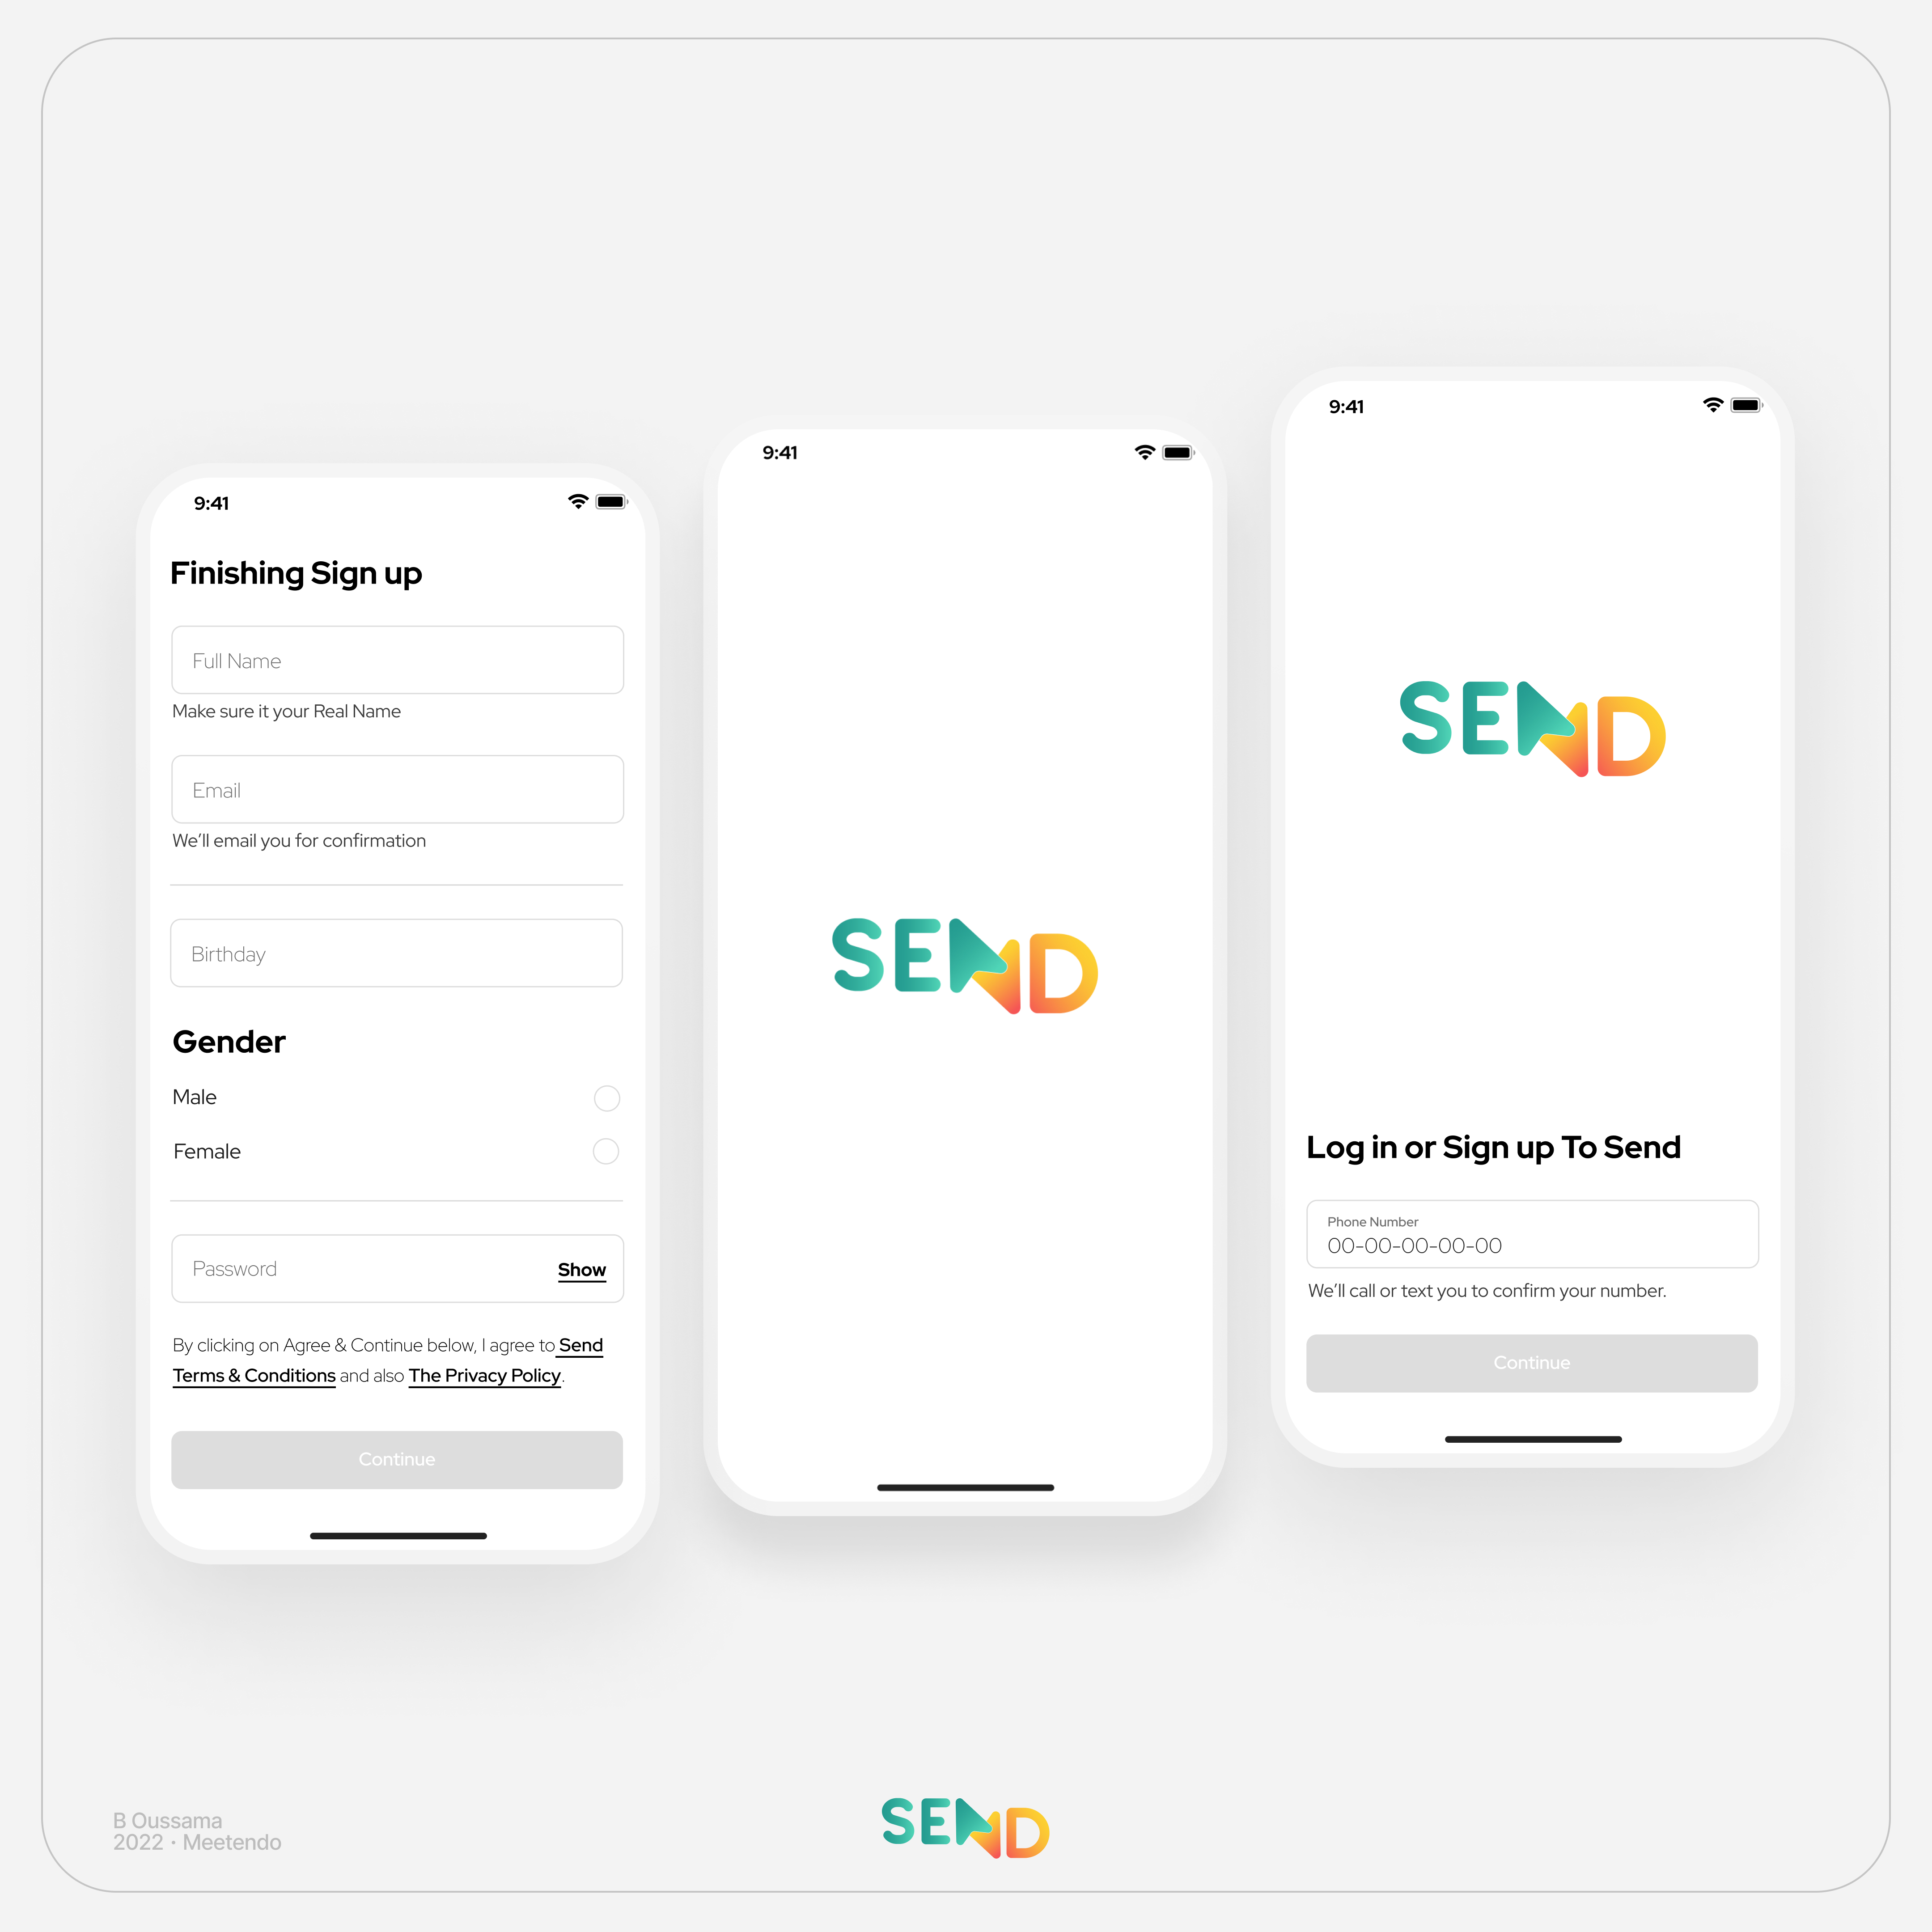 9:41
Finishing Sign up
Full Name
Make sure it your Real Name
Email
We’ll email you for confirmation
Birthday
Gender
Male
Female
Password
Show
By clicking on Agree & Continue below, I agree to Send
Terms & Conditions and also The Privacy Policy.
Continue
9:41
SEND
9:41
SEND
Log in or Sign up To Send
Phone Number
00-00-00-00-00
We’ll call or text you to confirm your number.
Continue
B Oussama
2022 · Meetendo
SEND